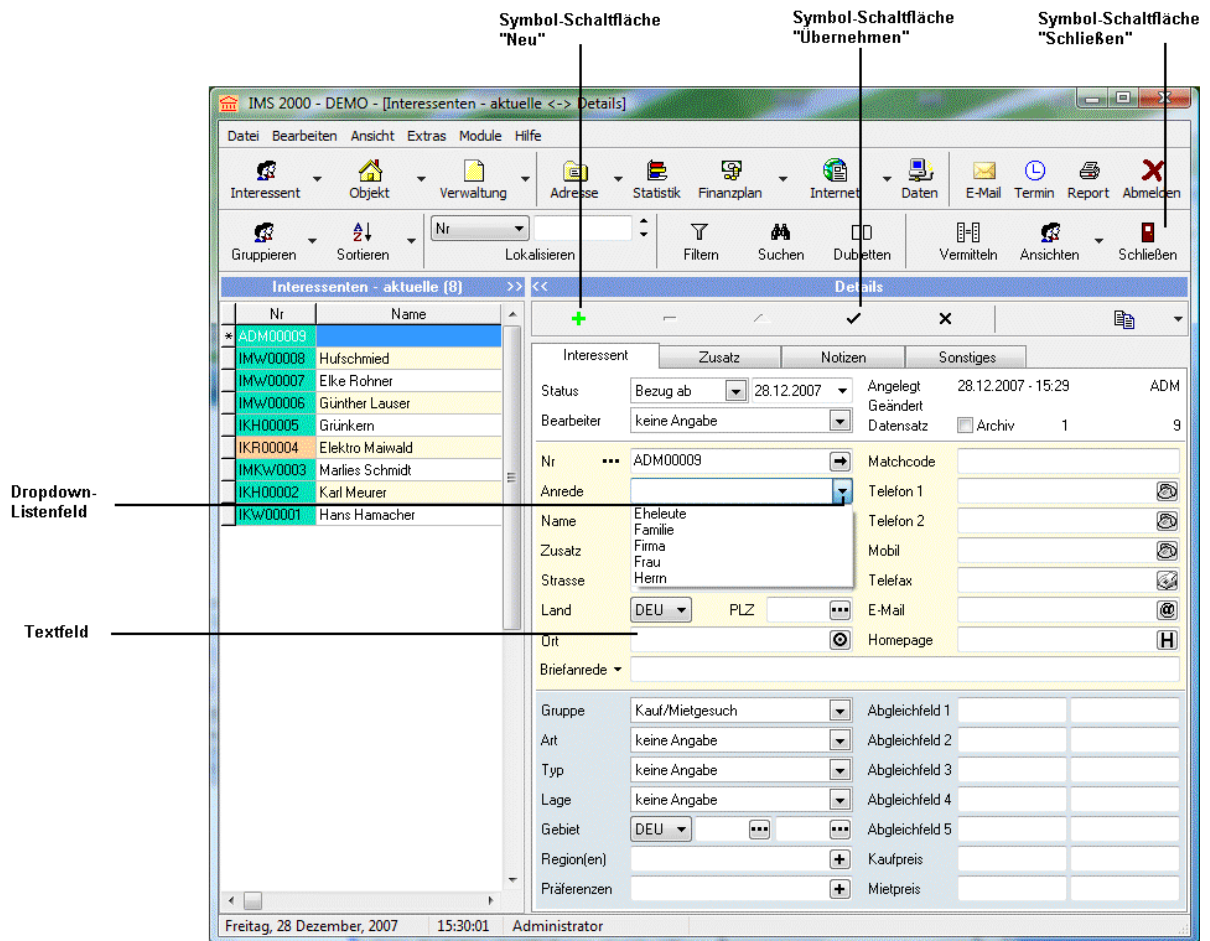 Symbol-Schaltfläche
"Neu"
Symbol-Schaltfläche
"Übernehmen"
Symbol-Schaltfläche
"Schließen"
IMS 2000 - DEMO - [Interessenten - aktuelle <-> Details]
Datei Bearbeiten Ansicht Extras Module Hilfe
Interessent Objekt Verwaltung Adresse Statistik Finanzplan Internet Daten E-Mail Termin Report Abmelden
Nr
Gruppieren Sortieren Lokalisieren Filtern Suchen Dubletten Vermitteln Ansichten Schließen
Interessenten - aktuelle (8) >> << Details
Nr Name
* ADM00009
IMW00008 Hufschmied
IMW00007 Elke Rohner
IMW00006 Günther Lauser
IKH00005 Grünkern
IKR00004 Elektro Maiwald
IMKW0003 Marlies Schmidt
IKH00002 Karl Meurer
IKW00001 Hans Hamacher
Interessent Zusatz Notizen Sonstiges
Status Bezug ab 28.12.2007 Angelegt 28.12.2007 - 15:29 ADM
Geändert
Bearbeiter keine Angabe Datensatz Archiv 1 9
Nr ADM00009 Matchcode
Anrede Telefon 1
Eheleute
Familie
Firma
Frau
Herrn
Name Telefon 2
Zusatz Mobil
Strasse Telefax
Land DEU PLZ E-Mail
Ort Homepage H
Briefanrede
Gruppe Kauf/Mietgesuch Abgleichfeld 1
Art keine Angabe Abgleichfeld 2
Typ keine Angabe Abgleichfeld 3
Lage keine Angabe Abgleichfeld 4
Gebiet DEU Abgleichfeld 5
Region(en) Kaufpreis
Präferenzen Mietpreis
Dropdown-
Listenfeld
Textfeld
Freitag, 28 Dezember, 2007 15:30:01 Administrator